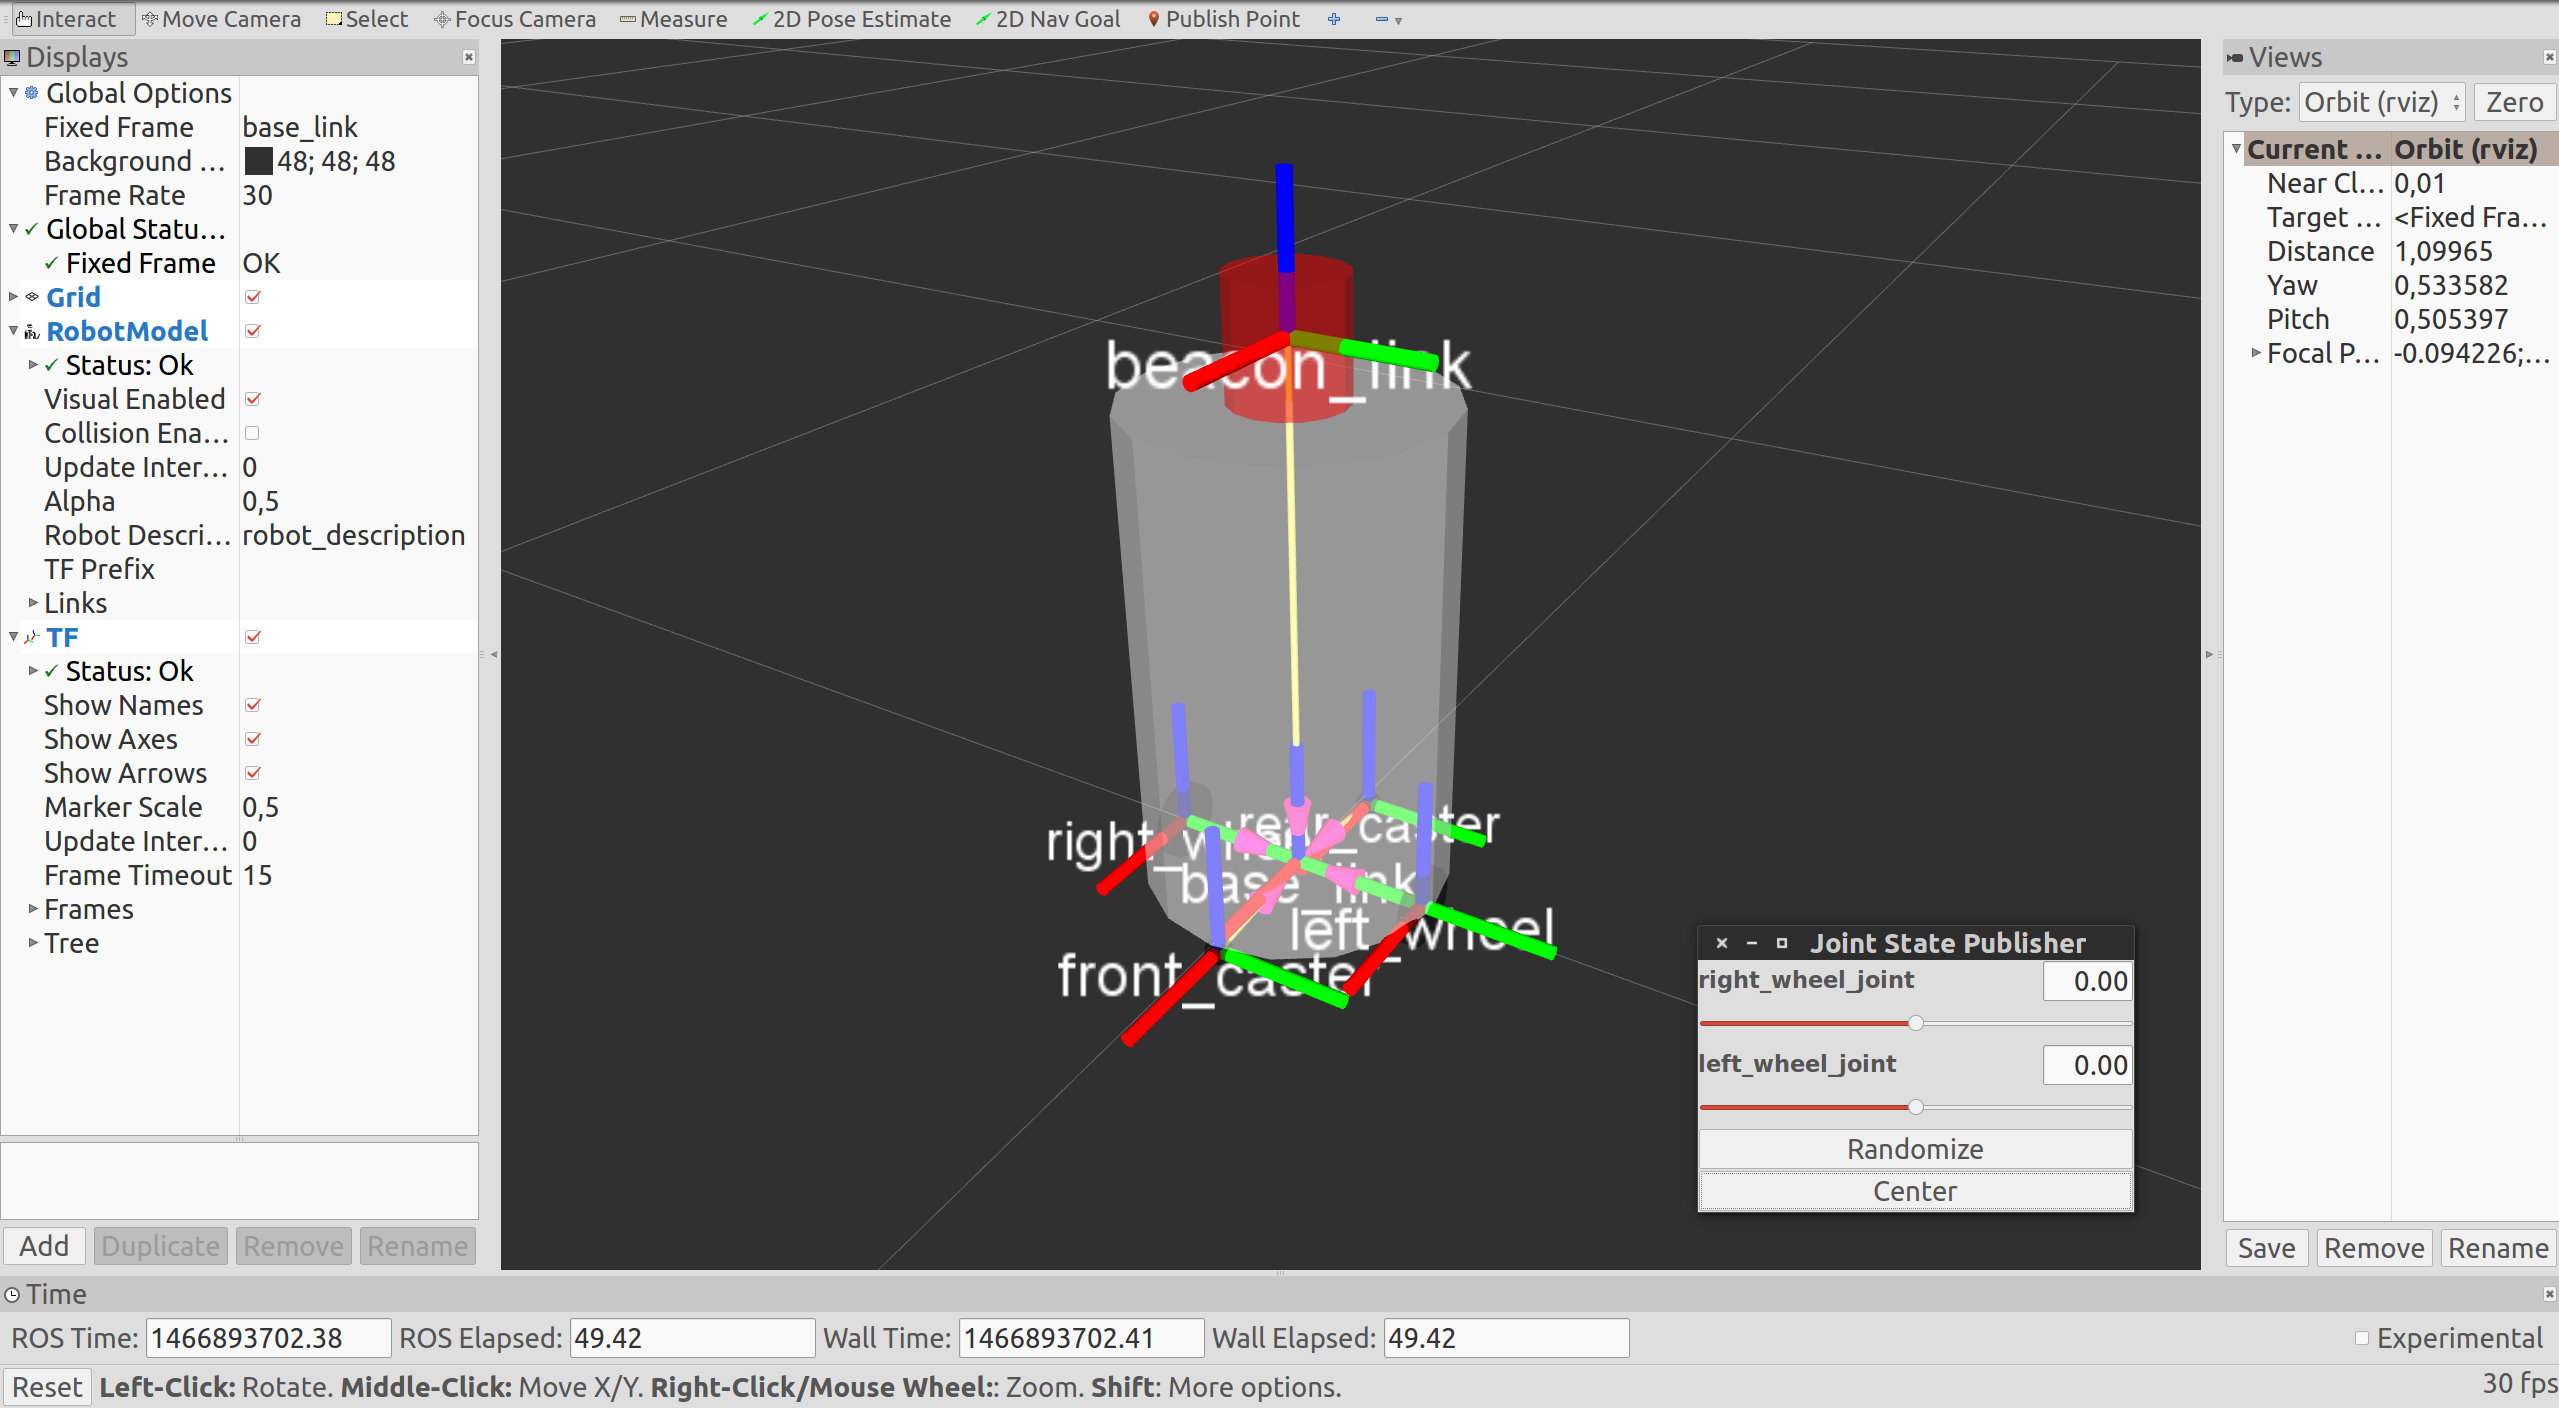 Interact Move Camera Select Focus Camera Measure 2D Pose Estimate 2D Nav Goal Publish Point
Displays
Global Options
Fixed Frame base_link
Background ... 48; 48; 48
Frame Rate 30
Global Statu...
Fixed Frame OK
Grid
RobotModel
Status: Ok
Visual Enabled
Collision Ena...
Update Inter... 0
Alpha 0,5
Robot Descri... robot_description
TF Prefix
Links
TF
Status: Ok
Show Names
Show Axes
Show Arrows
Marker Scale 0,5
Update Inter... 0
Frame Timeout 15
Frames
Tree
Add Duplicate Remove Rename
beacon_link
right_wheel
rear_caster
base_link
left_wheel
front_caster
Joint State Publisher
right_wheel_joint 0.00
left_wheel_joint 0.00
Randomize
Center
Views
Type: Orbit (rviz) Zero
Current ... Orbit (rviz)
Near Cl... 0,01
Target ... <Fixed Fra...
Distance 1,09965
Yaw 0,533582
Pitch 0,505397
Focal P... -0.094226;...
Save Remove Rename
Time
ROS Time: 1466893702.38 ROS Elapsed: 49.42 Wall Time: 1466893702.41 Wall Elapsed: 49.42 Experimental
Reset Left-Click: Rotate. Middle-Click: Move X/Y. Right-Click/Mouse Wheel:: Zoom. Shift: More options. 30 fps